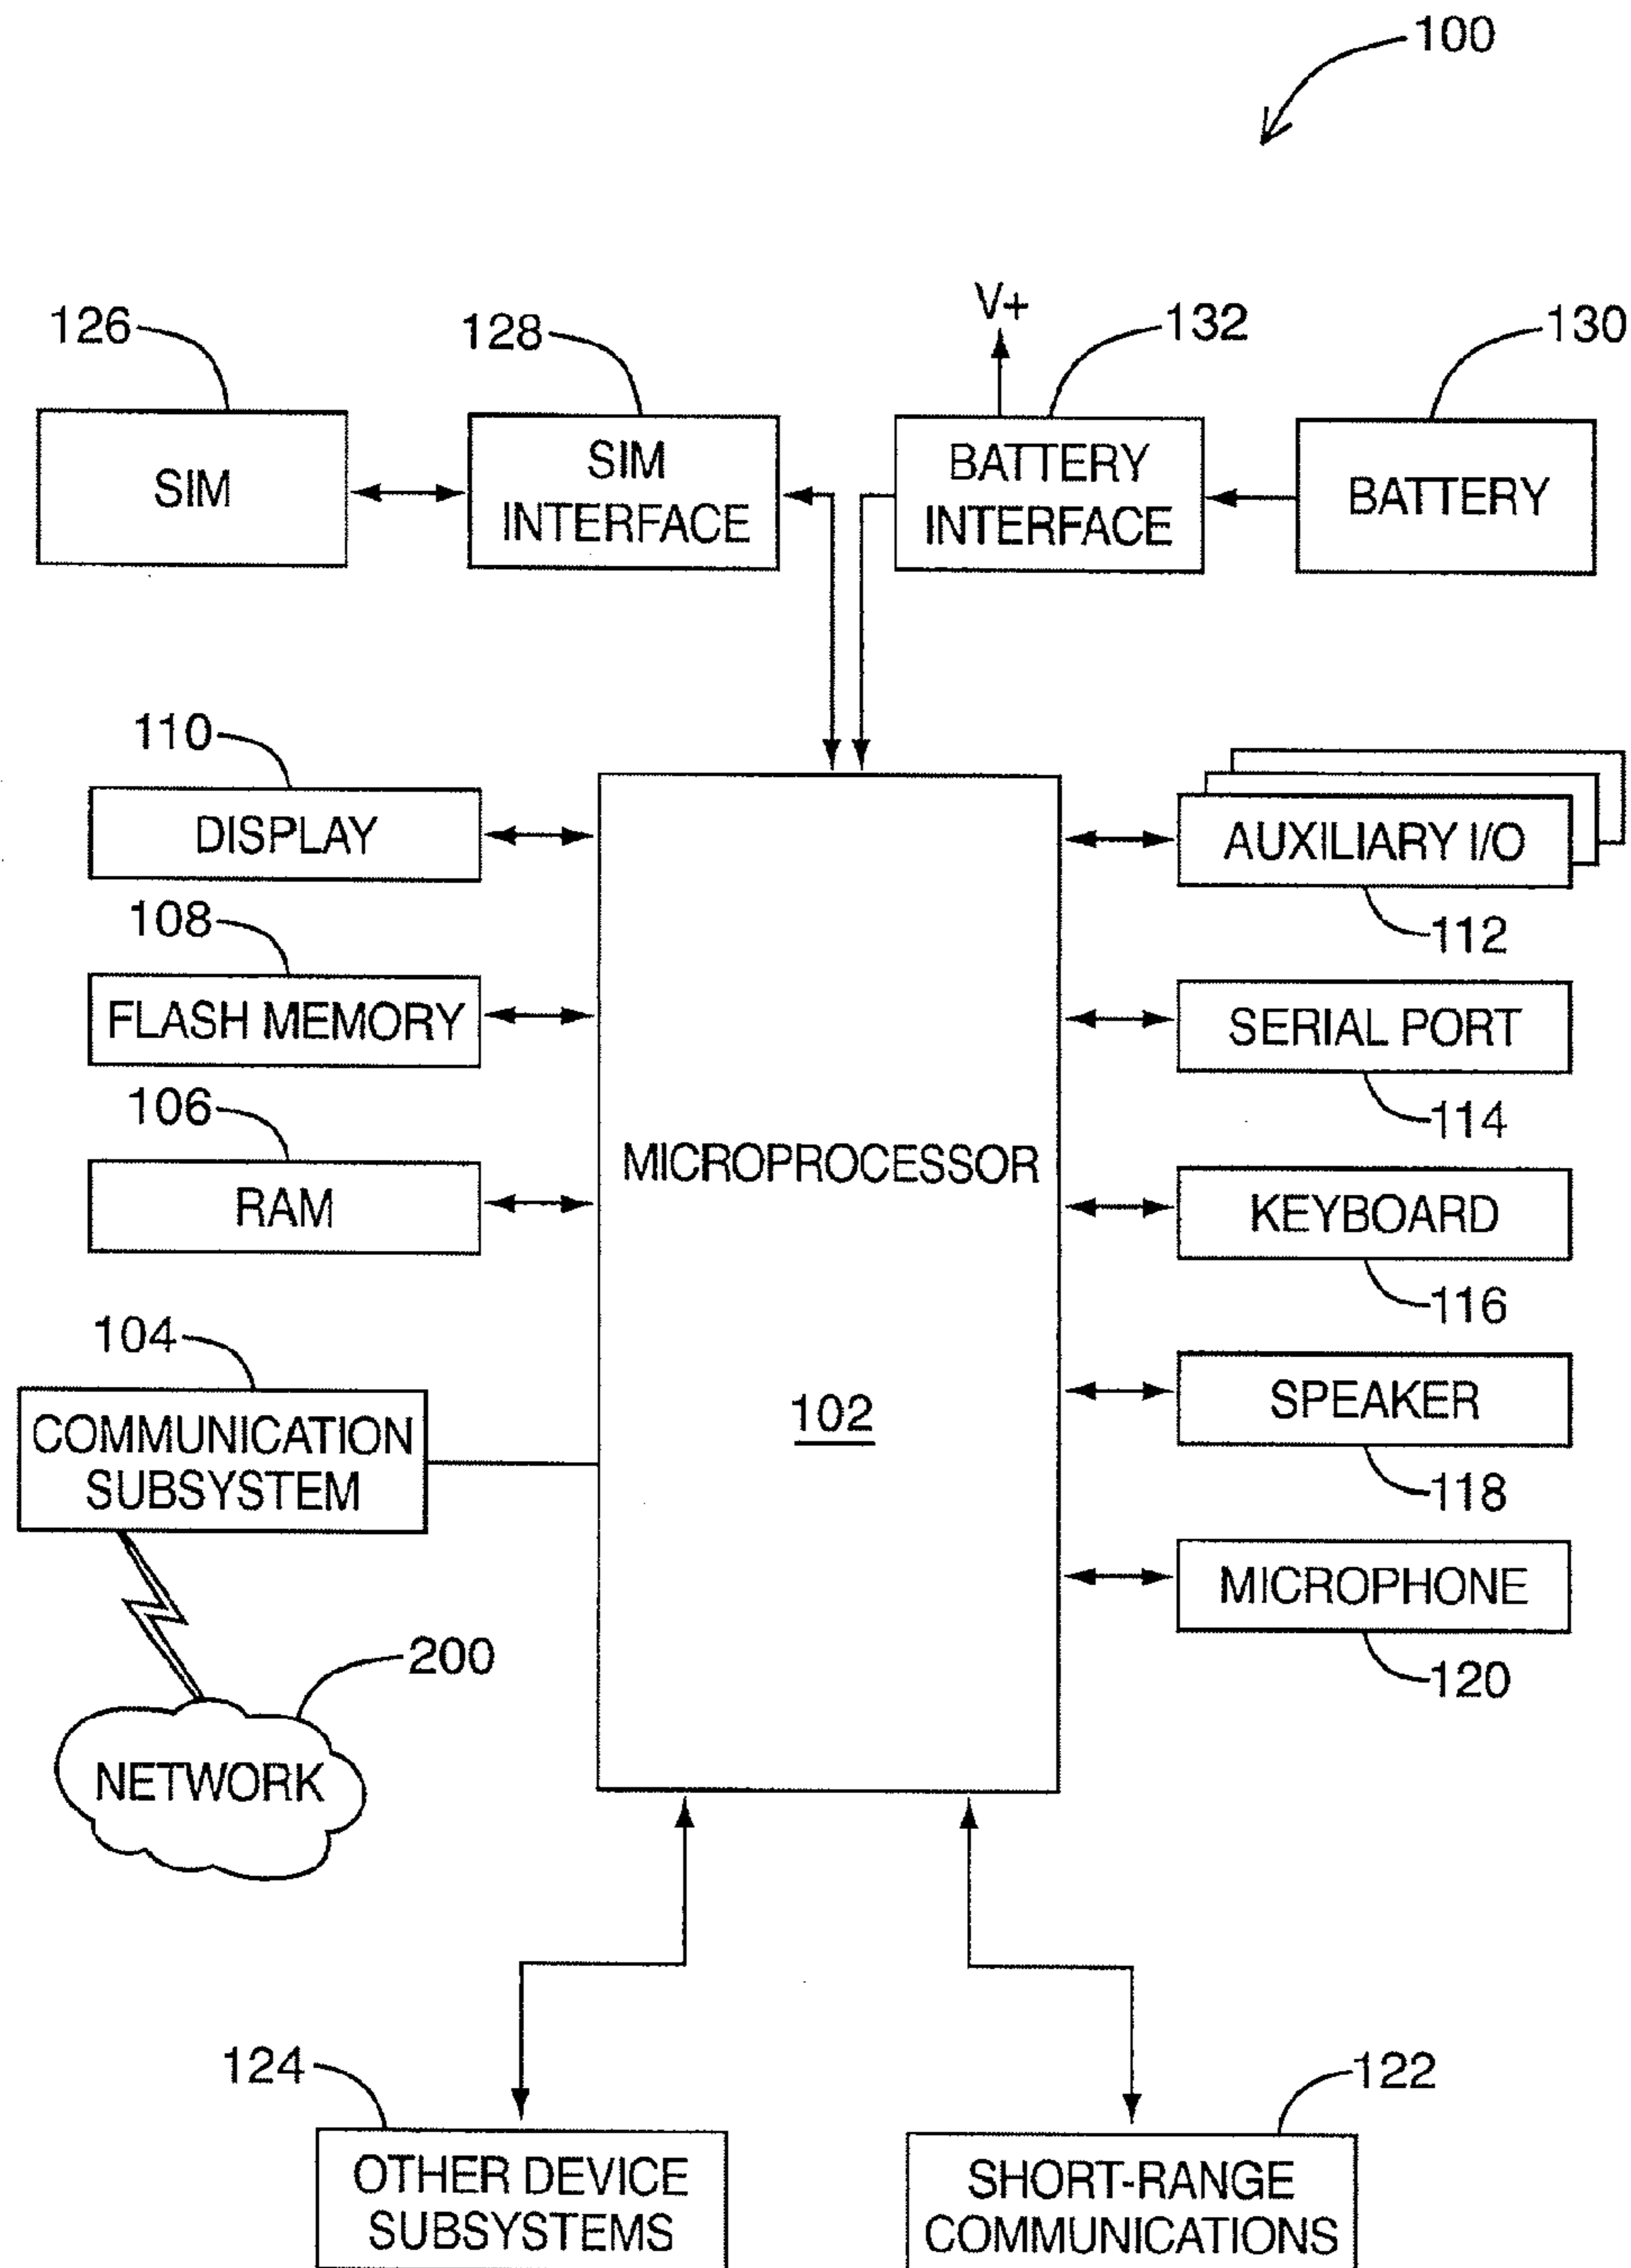 100
V+
126
128
132
130
SIM
SIM
INTERFACE
BATTERY
INTERFACE
BATTERY
110
DISPLAY
AUXILIARY I/O
112
108
FLASH MEMORY
SERIAL PORT
114
106
RAM
MICROPROCESSOR
KEYBOARD
116
104
COMMUNICATION
SUBSYSTEM
102
SPEAKER
118
MICROPHONE
120
200
NETWORK
124
OTHER DEVICE
SUBSYSTEMS
122
SHORT-RANGE
COMMUNICATIONS